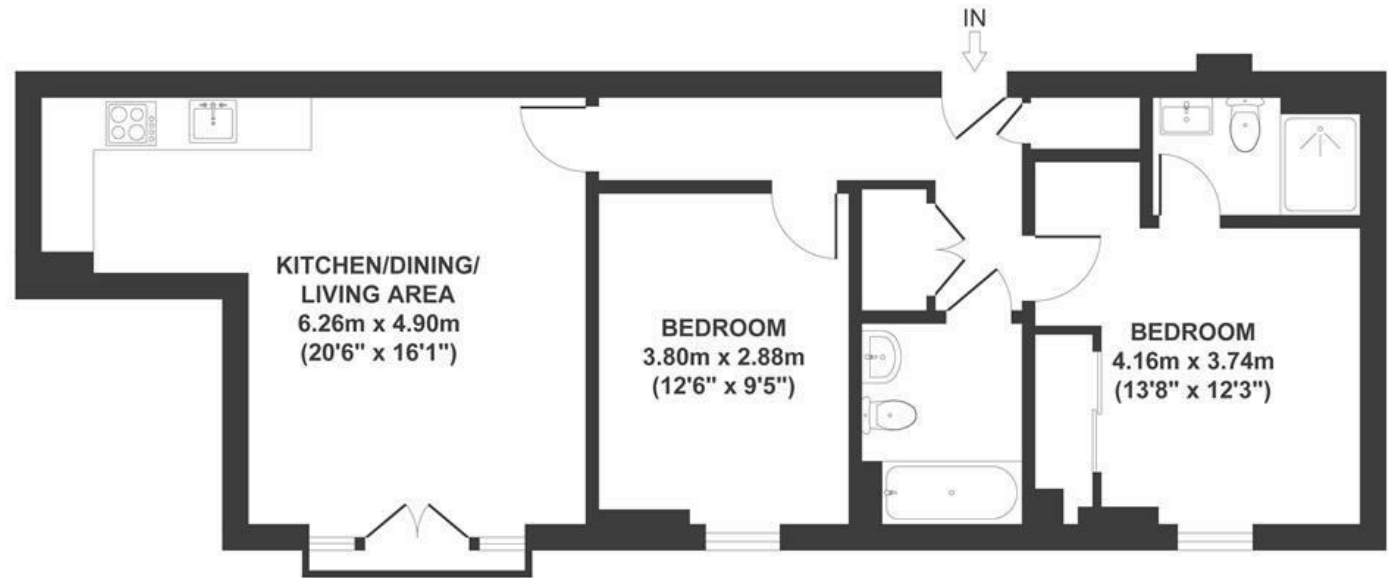 IN
KITCHEN/DINING/
LIVING AREA
6.26m x 4.90m
(20'6" x 16'1")
BEDROOM
3.80m x 2.88m
(12'6" x 9'5")
BEDROOM
4.16m x 3.74m
(13'8" x 12'3")